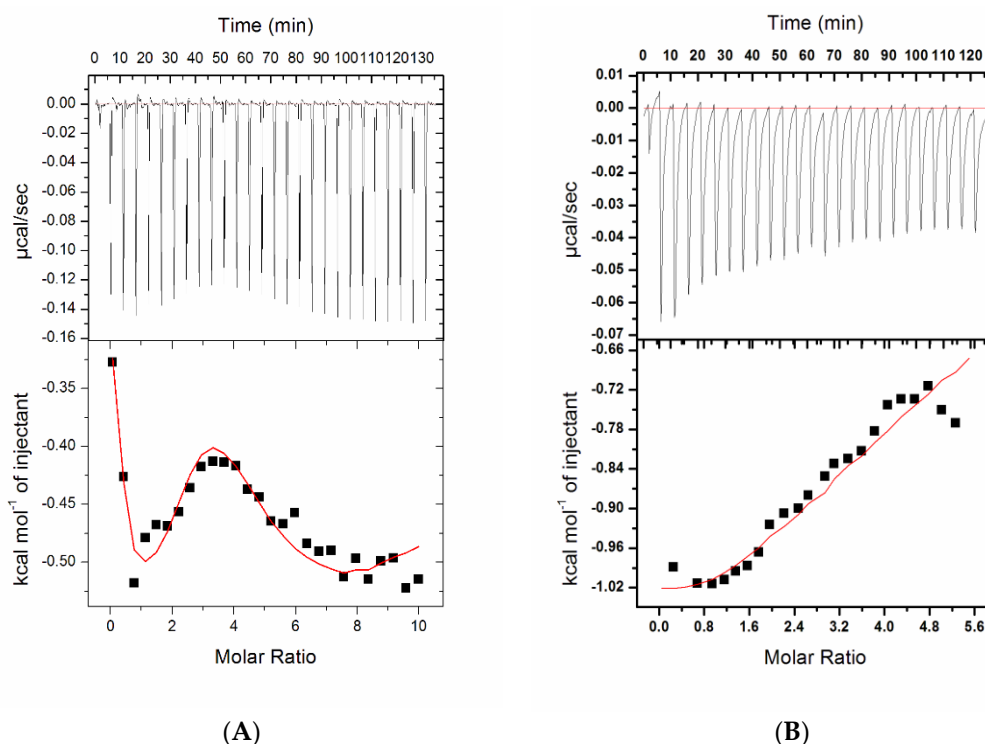 Time (min)
0 10 20 30 40 50 60 70 80 90 100 110 120 130
0.00
-0.02
-0.04
-0.06
-0.08
-0.10
-0.12
-0.14
-0.16
µcal/sec
-0.35
-0.40
-0.45
-0.50
kcal mol⁻¹ of injectant
0 2 4 6 8 10
Molar Ratio
(A)
Time (min)
0 10 20 30 40 50 60 70 80 90 100 110 120
0.01
0.00
-0.01
-0.02
-0.03
-0.04
-0.05
-0.06
-0.07
µcal/sec
-0.66
-0.72
-0.78
-0.84
-0.90
-0.96
-1.02
kcal mol⁻¹ of injectant
0.0 0.8 1.6 2.4 3.2 4.0 4.8 5.6
Molar Ratio
(B)